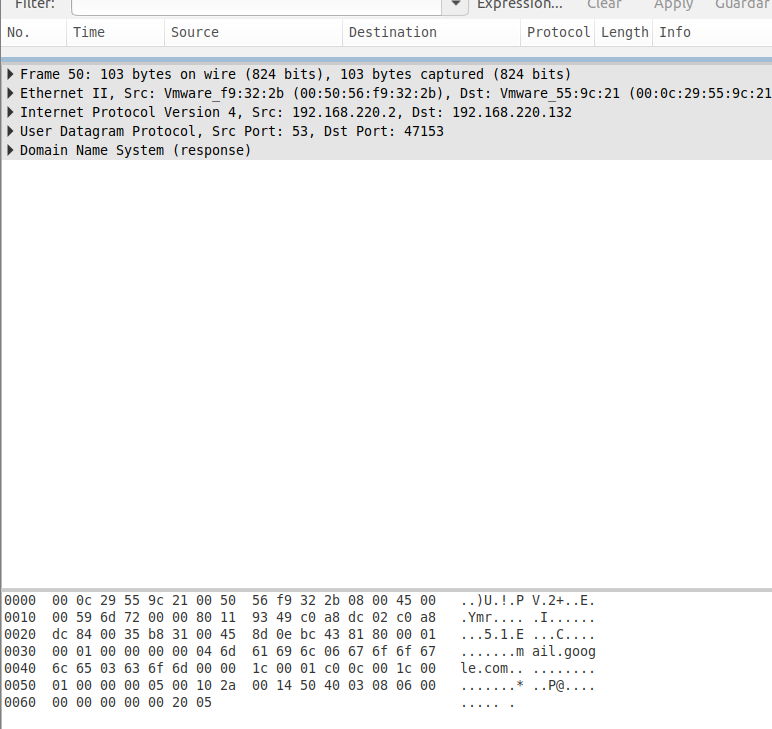 Filter: Expression... Clear Apply Guardar
No. Time Source Destination Protocol Length Info
Frame 50: 103 bytes on wire (824 bits), 103 bytes captured (824 bits)
Ethernet II, Src: Vmware_f9:32:2b (00:50:56:f9:32:2b), Dst: Vmware_55:9c:21 (00:0c:29:55:9c:21
Internet Protocol Version 4, Src: 192.168.220.2, Dst: 192.168.220.132
User Datagram Protocol, Src Port: 53, Dst Port: 47153
Domain Name System (response)
0000 00 0c 29 55 9c 21 00 50 56 f9 32 2b 08 00 45 00 ..)U.!.P V.2+..E.
0010 00 59 6d 72 00 00 80 11 93 49 c0 a8 dc 02 c0 a8 .Ymr.... .I......
0020 dc 84 00 35 b8 31 00 45 8d 0e bc 43 81 80 00 01 ...5.1.E ...C....
0030 00 01 00 00 00 00 04 6d 61 69 6c 06 67 6f 6f 67 .......m ail.goog
0040 6c 65 03 63 6f 6d 00 00 1c 00 01 c0 0c 00 1c 00 le.com.. ........
0050 01 00 00 00 05 00 10 2a 00 14 50 40 03 08 06 00 .......* ..P@....
0060 00 00 00 00 00 20 05 ..... .